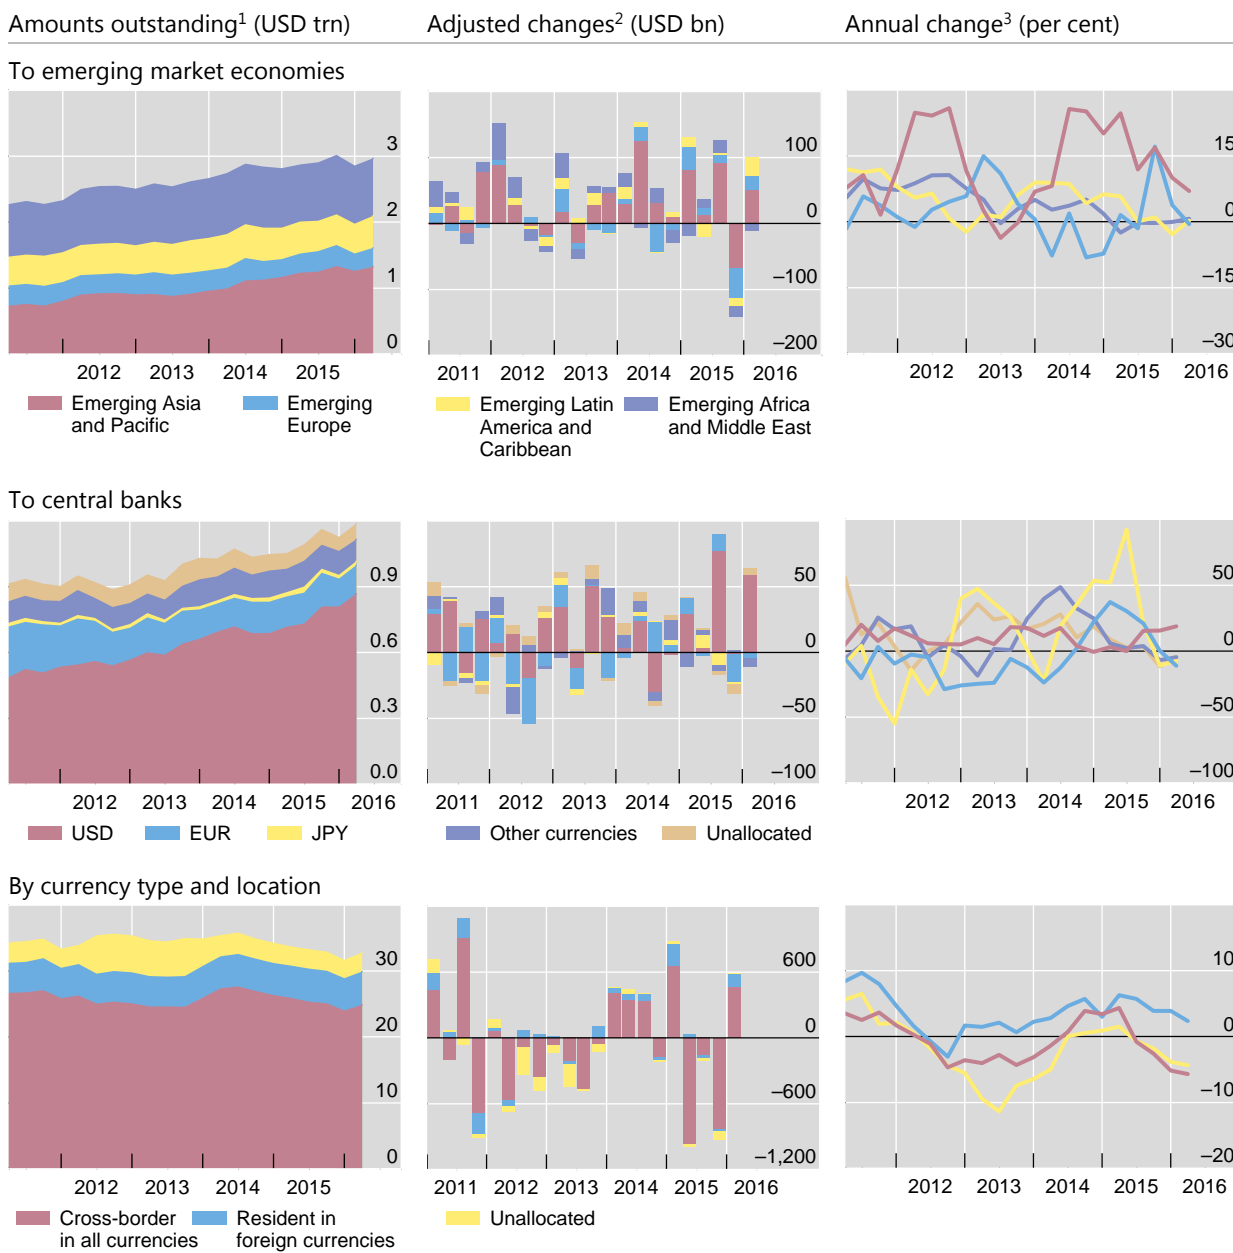 Amounts outstanding¹ (USD trn)
Adjusted changes² (USD bn)
Annual change³ (per cent)
To emerging market economies
3
2
1
0
2012 2013 2014 2015
100
0
–100
–200
2011 2012 2013 2014 2015 2016
15
0
–15
–30
2012 2013 2014 2015 2016
Emerging Asia
and Pacific
Emerging
Europe
Emerging Latin
America and
Caribbean
Emerging Africa
and Middle East
To central banks
0.9
0.6
0.3
0.0
2012 2013 2014 2015 2016
50
0
–50
–100
2011 2012 2013 2014 2015 2016
50
0
–50
–100
2012 2013 2014 2015 2016
USD
EUR
JPY
Other currencies
Unallocated
By currency type and location
30
20
10
0
2012 2013 2014 2015
600
0
–600
–1,200
2011 2012 2013 2014 2015 2016
10
0
–10
–20
2012 2013 2014 2015 2016
Cross-border
in all currencies
Resident in
foreign currencies
Unallocated